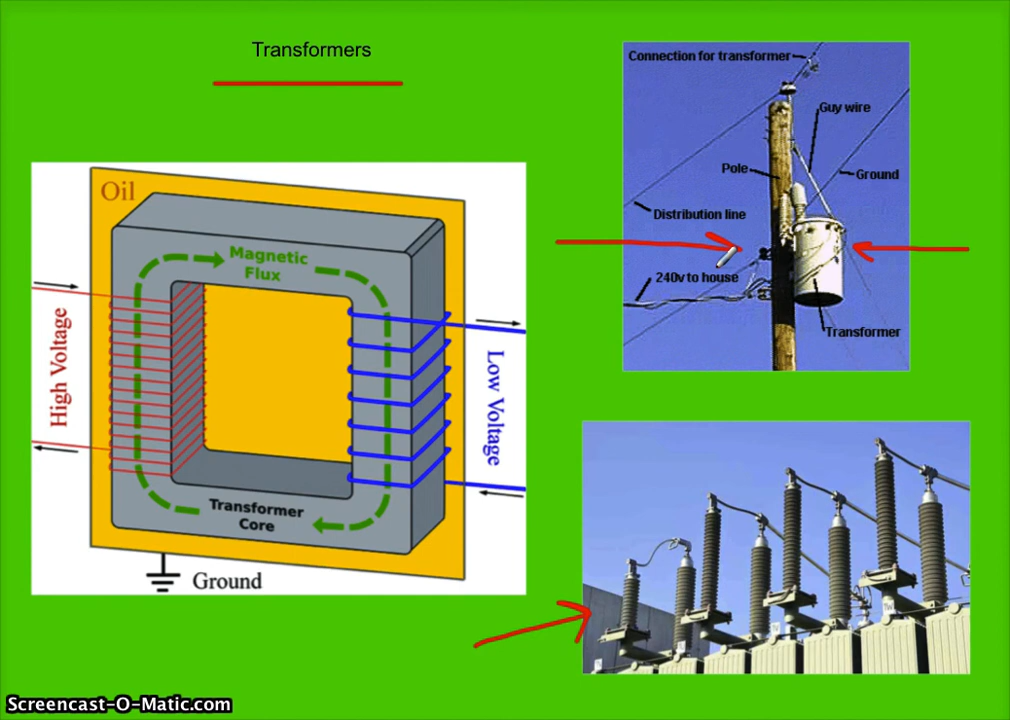 Transformers
Oil
Magnetic
Flux
High Voltage
Low Voltage
Transformer
Core
Ground
Connection for transformer
Guy wire
Pole
Ground
Distribution line
240v to house
Transformer
Screencast-O-Matic.com